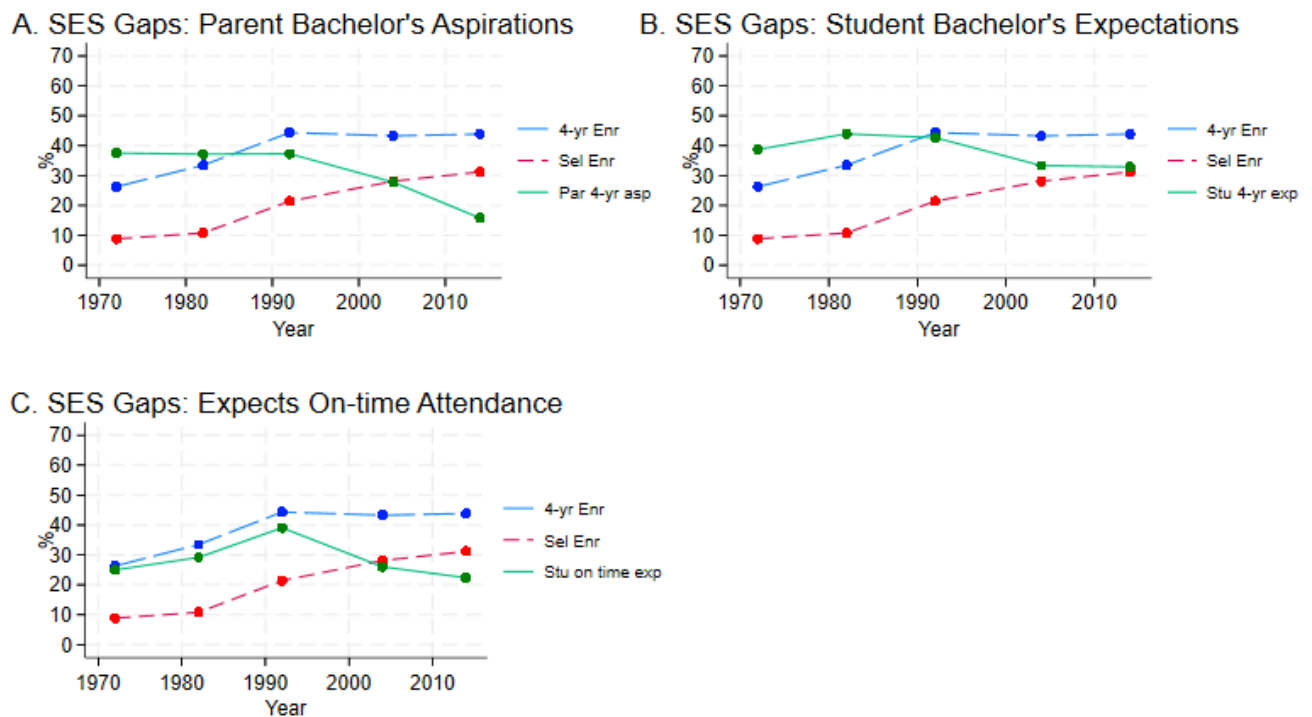 A. SES Gaps: Parent Bachelor's Aspirations
70
60
50
40
30
20
10
0
%
1970 1980 1990 2000 2010
Year
4-yr Enr
Sel Enr
Par 4-yr asp
B. SES Gaps: Student Bachelor's Expectations
70
60
50
40
30
20
10
0
%
1970 1980 1990 2000 2010
Year
4-yr Enr
Sel Enr
Stu 4-yr exp
C. SES Gaps: Expects On-time Attendance
70
60
50
40
30
20
10
0
%
1970 1980 1990 2000 2010
Year
4-yr Enr
Sel Enr
Stu on time exp